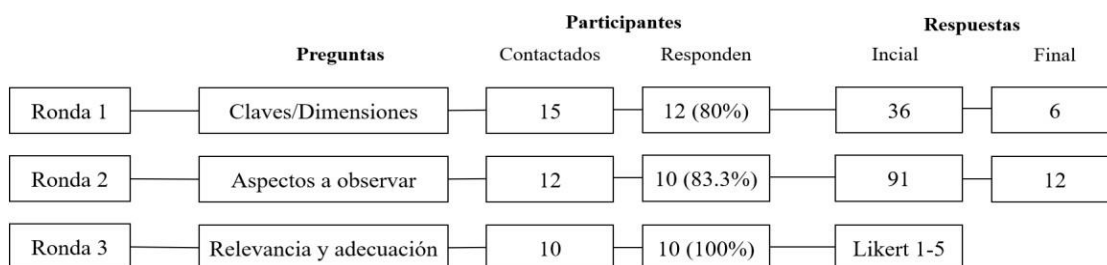 Participantes Respuestas
Preguntas Contactados Responden Incial Final
Ronda 1 Claves/Dimensiones 15 12 (80%) 36 6
Ronda 2 Aspectos a observar 12 10 (83.3%) 91 12
Ronda 3 Relevancia y adecuación 10 10 (100%) Likert 1-5